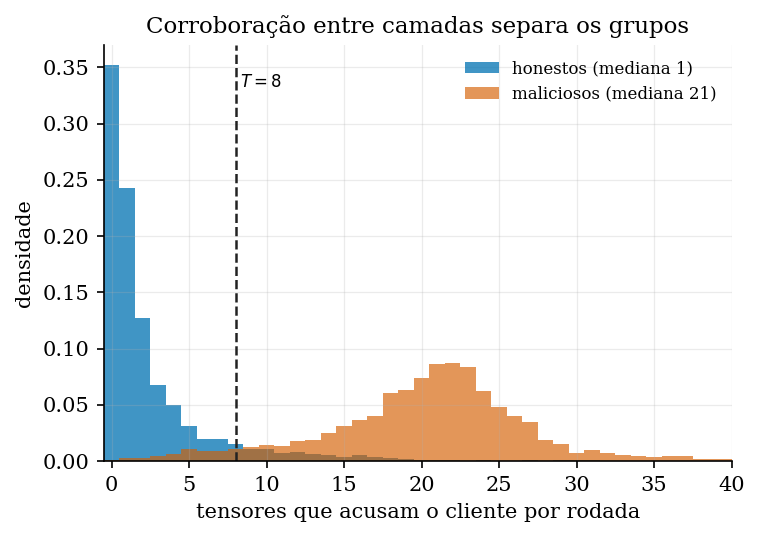 Corroboração entre camadas separa os grupos
honestos (mediana 1)
maliciosos (mediana 21)
T = 8
densidade
0.35
0.30
0.25
0.20
0.15
0.10
0.05
0.00
0 5 10 15 20 25 30 35 40
tensores que acusam o cliente por rodada